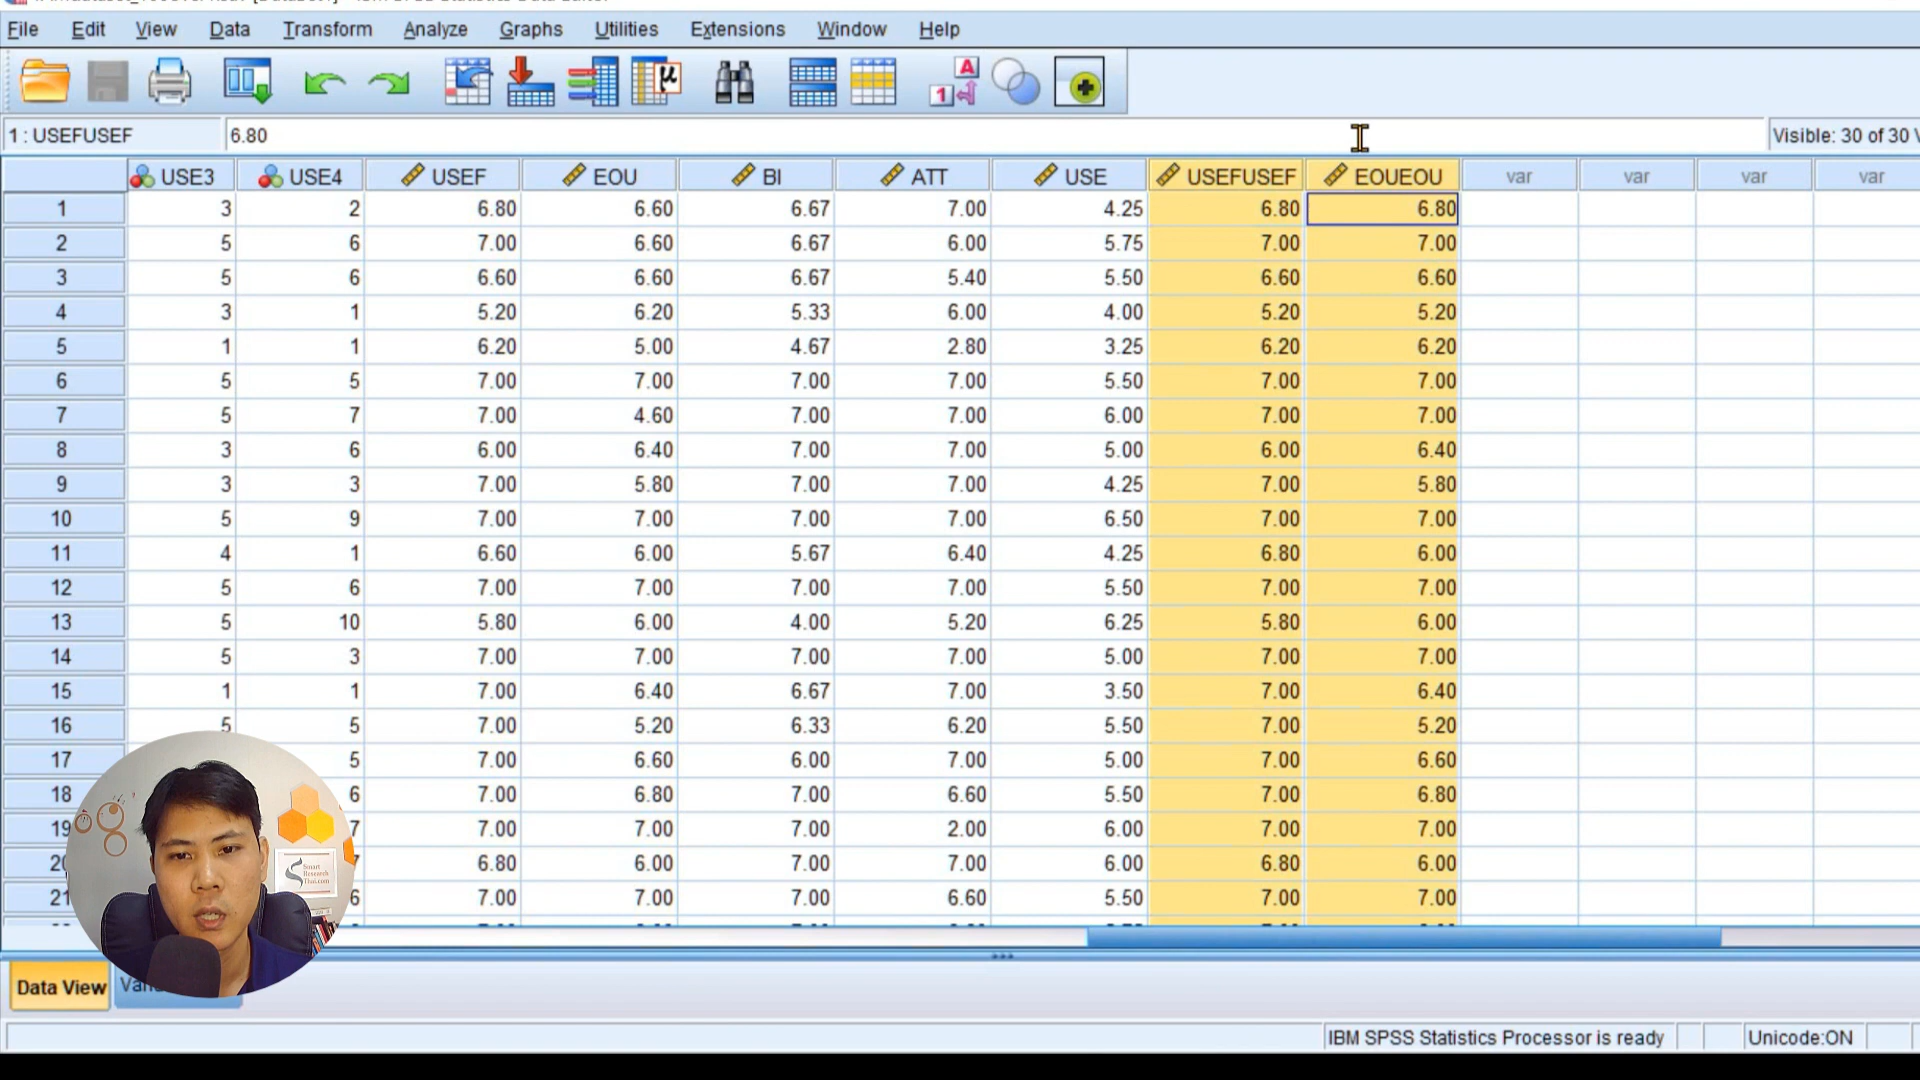 File Edit View Data Transform Analyze Graphs Utilities Extensions Window Help
1 : USEFUSEF 6.80 Visible: 30 of 30
USE3 USE4 USEF EOU BI ATT USE USEFUSEF EOUEOU var var var var
1 3 2 6.80 6.60 6.67 7.00 4.25 6.80 6.80
2 5 6 7.00 6.60 6.67 6.00 5.75 7.00 7.00
3 5 6 6.60 6.60 6.67 5.40 5.50 6.60 6.60
4 3 1 5.20 6.20 5.33 6.00 4.00 5.20 5.20
5 1 1 6.20 5.00 4.67 2.80 3.25 6.20 6.20
6 5 5 7.00 7.00 7.00 7.00 5.50 7.00 7.00
7 5 7 7.00 4.60 7.00 7.00 6.00 7.00 7.00
8 3 6 6.00 6.40 7.00 7.00 5.00 6.00 6.40
9 3 3 7.00 5.80 7.00 7.00 4.25 7.00 5.80
10 5 9 7.00 7.00 7.00 7.00 6.50 7.00 7.00
11 4 1 6.60 6.00 5.67 6.40 4.25 6.80 6.00
12 5 6 7.00 7.00 7.00 7.00 5.50 7.00 7.00
13 5 10 5.80 6.00 4.00 5.20 6.25 5.80 6.00
14 5 3 7.00 7.00 7.00 7.00 5.00 7.00 7.00
15 1 1 7.00 6.40 6.67 7.00 3.50 7.00 6.40
16 5 5 7.00 5.20 6.33 6.20 5.50 7.00 5.20
17 5 7.00 6.60 6.00 7.00 5.00 7.00 6.60
18 6 7.00 6.80 7.00 6.60 5.50 7.00 6.80
19 7 7.00 7.00 7.00 2.00 6.00 7.00 7.00
20 6.80 6.00 7.00 7.00 6.00 6.80 6.00
21 6 7.00 7.00 7.00 6.60 5.50 7.00 7.00
Smart
Research
Thai.com
Data View
IBM SPSS Statistics Processor is ready Unicode:ON